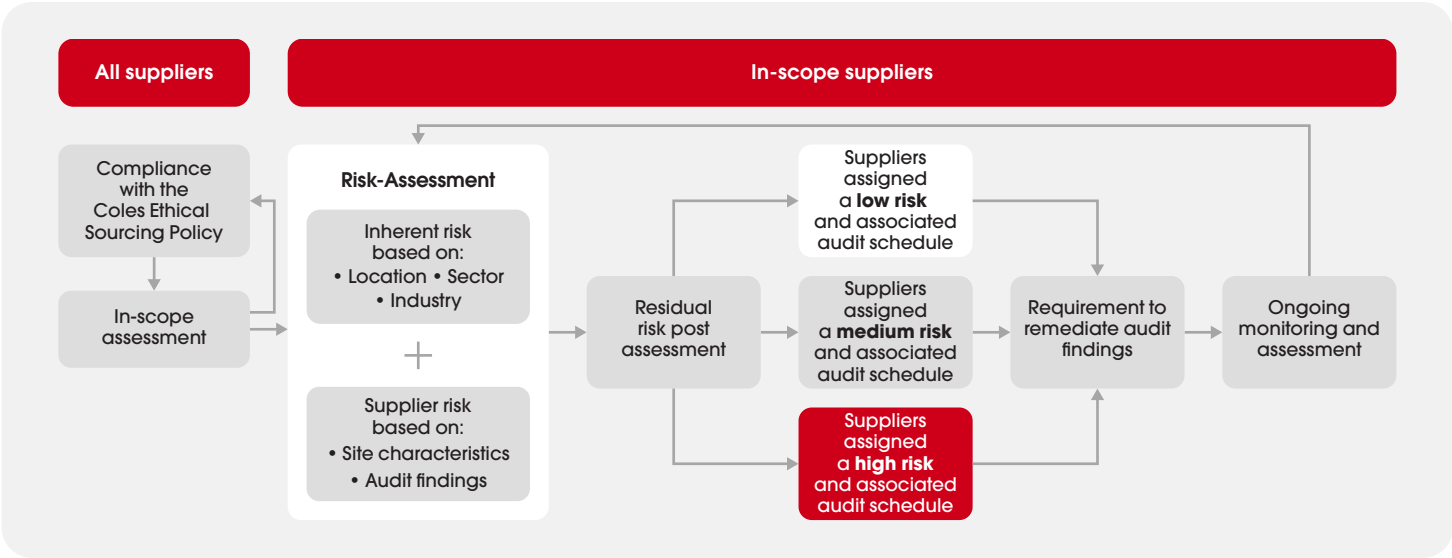 All suppliers
In-scope suppliers
Compliance
with the
Coles Ethical
Sourcing Policy
In-scope
assessment
Risk-Assessment
Inherent risk
based on:
• Location • Sector
• Industry
+
Supplier risk
based on:
• Site characteristics
• Audit findings
Residual
risk post
assessment
Suppliers
assigned
a low risk
and associated
audit schedule
Suppliers
assigned
a medium risk
and associated
audit schedule
Suppliers
assigned
a high risk
and associated
audit schedule
Requirement to
remediate audit
findings
Ongoing
monitoring and
assessment